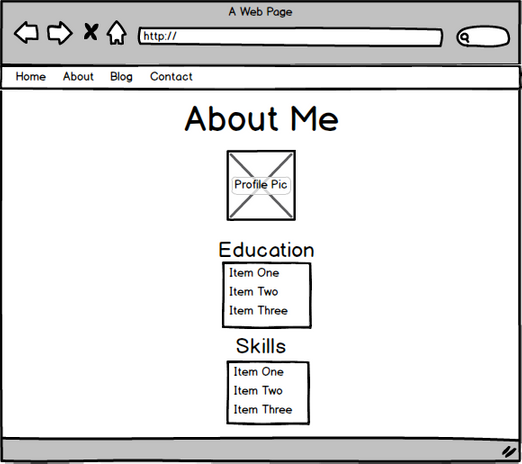 A Web Page
http://
Home About Blog Contact
About Me
Profile Pic
Education
Item One
Item Two
Item Three
Skills
Item One
Item Two
Item Three